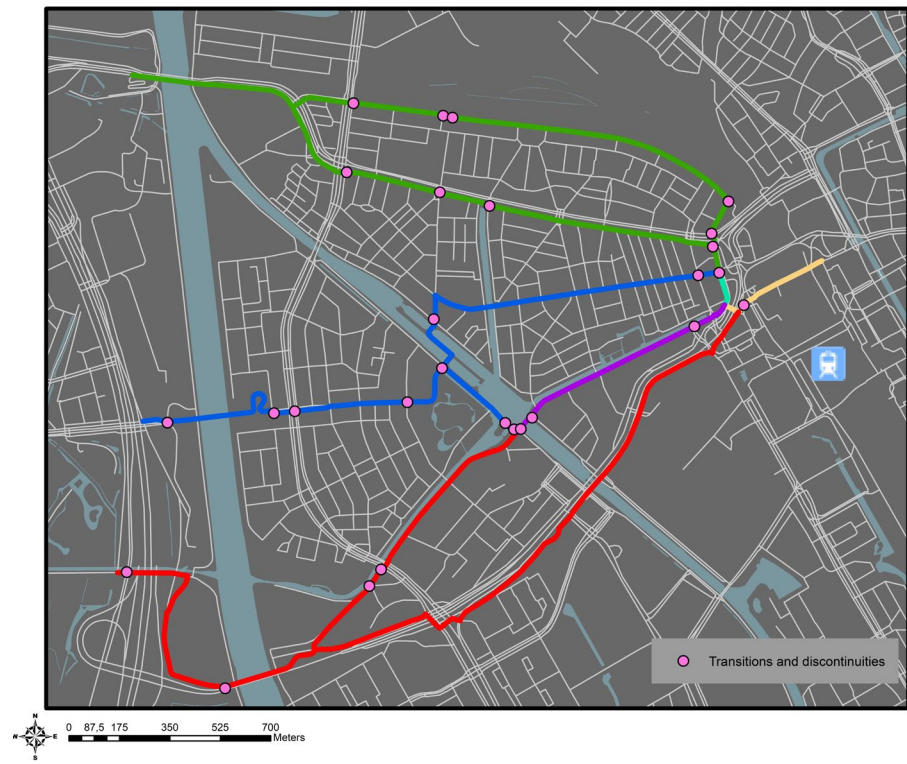 Transitions and discontinuities
N
W E
S
0 87,5 175 350 525 700
Meters